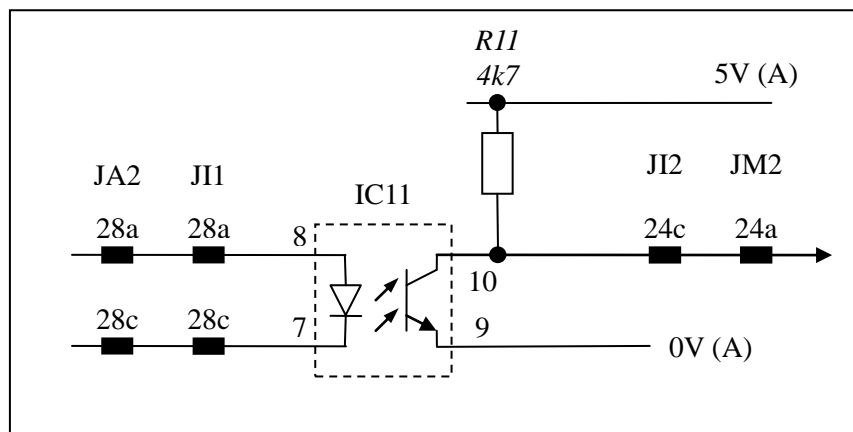 R11
4k7
5V (A)
JA2 JI1 IC11 JI2 JM2
28a 28a 8 24c 24a
10
28c 28c 7 9
0V (A)